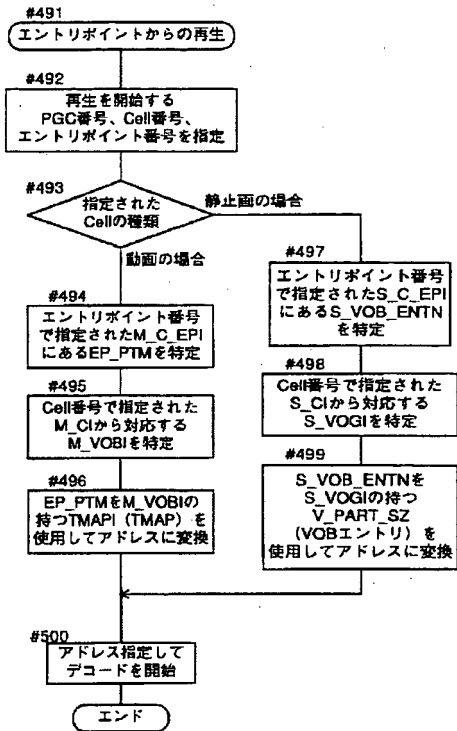 #491
エントリポイントからの再生
#492
再生を開始する
PGC番号、Cell番号、
エントリポイント番号を指定
#493
指定された
Cellの種類
静止画の場合
動画の場合
#494
エントリポイント番号
で指定されたM_C_EPI
にあるEP_PTMを特定
#495
Cell番号で指定された
M_CIから対応する
M_VOBIを特定
#496
EP_PTMをM_VOBIの
持つTMAPI（TMAP）を
使用してアドレスに変換
#497
エントリポイント番号
で指定されたS_C_EPI
にあるS_VOB_ENTN
を特定
#498
Cell番号で指定された
S_CIから対応する
S_VOGIを特定
#499
S_VOB_ENTNを
S_VOGIの持つ
V_PART_SZ
（VOBエントリ）を
使用してアドレスに変換
#500
アドレス指定して
デコードを開始
エンド